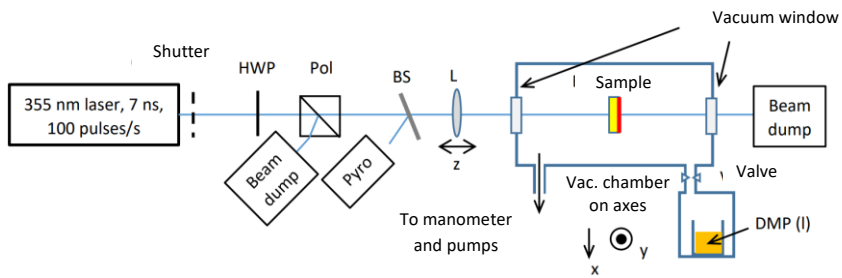 Vacuum window
Shutter
HWP
Pol
BS
L
Sample
355 nm laser, 7 ns,
100 pulses/s
Beam
dump
Beam
dump
Pyro
z
Valve
Vac. chamber
on axes
To manometer
and pumps
DMP (l)
y
x